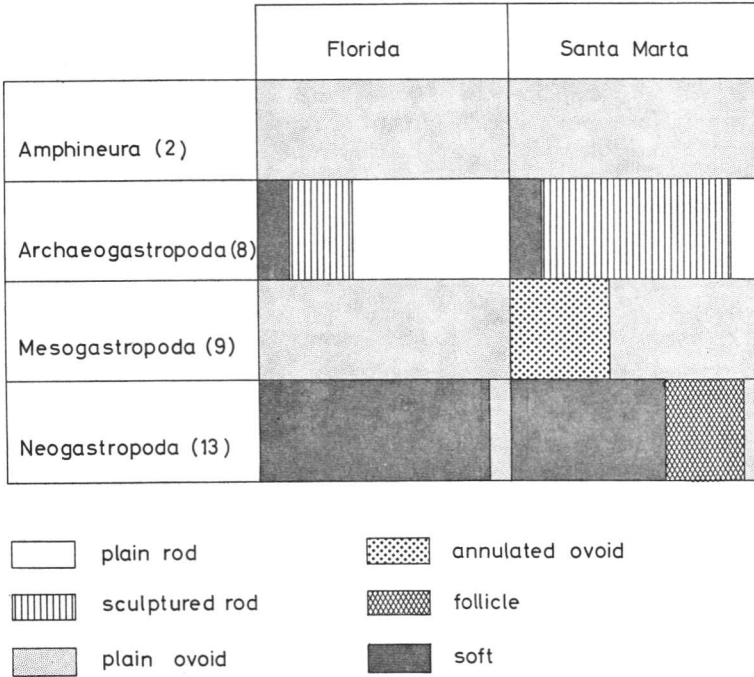 Florida Santa Marta
Amphineura (2)
Archaeogastropoda (8)
Mesogastropoda (9)
Neogastropoda (13)
plain rod annulated ovoid
sculptured rod follicle
plain ovoid soft